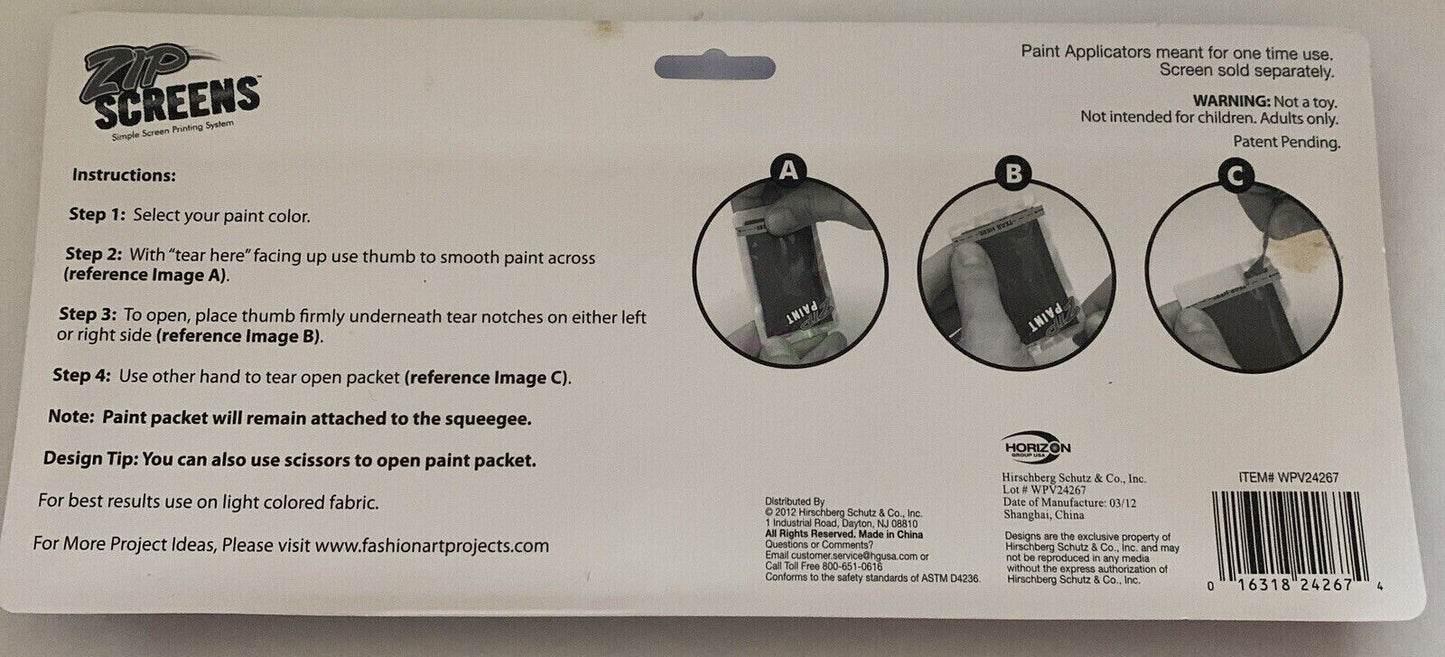 ZIP
SCREENS™
Simple Screen Printing System
Instructions:
Step 1: Select your paint color.
Step 2: With “tear here” facing up use thumb to smooth paint across
(reference Image A).
Step 3: To open, place thumb firmly underneath tear notches on either left
or right side (reference Image B).
Step 4: Use other hand to tear open packet (reference Image C).
Note: Paint packet will remain attached to the squeegee.
Design Tip: You can also use scissors to open paint packet.
For best results use on light colored fabric.
For More Project Ideas, Please visit www.fashionartprojects.com
Paint Applicators meant for one time use.
Screen sold separately.
WARNING: Not a toy.
Not intended for children. Adults only.
Patent Pending.
A
B
C
ZIP
PAINT
TEAR HERE
ZIP
PAINT
Distributed By
© 2012 Hirschberg Schutz & Co., Inc.
1 Industrial Road, Dayton, NJ 08810
All Rights Reserved. Made in China
Questions or Comments?
Email customer.service@hgusa.com or
Call Toll Free 800-651-0616
Conforms to the safety standards of ASTM D4236.
HORIZON
GROUP USA
Hirschberg Schutz & Co., Inc.
Lot # WPV24267
Date of Manufacture: 03/12
Shanghai, China
Designs are the exclusive property of
Hirschberg Schutz & Co., Inc. and may
not be reproduced in any media
without the express authorization of
Hirschberg Schutz & Co., Inc.
ITEM# WPV24267
0 16318 24267 4